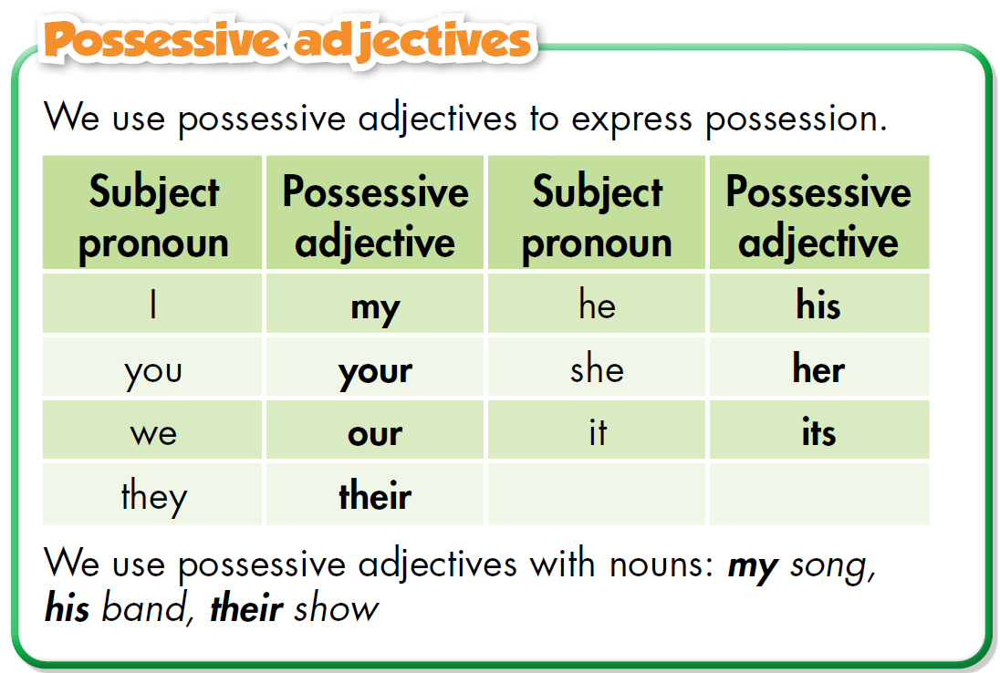 Possessive adjectives
We use possessive adjectives to express possession.
Subject pronoun Possessive adjective Subject pronoun Possessive adjective
I my he his
you your she her
we our it its
they their
We use possessive adjectives with nouns: my song,
his band, their show